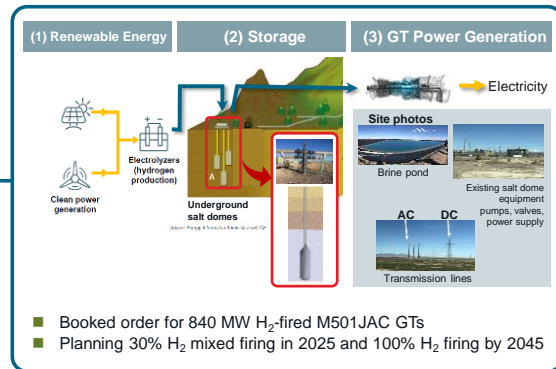 (1) Renewable Energy
(2) Storage
(3) GT Power Generation
Electricity
Electrolyzers
(hydrogen
production)
Clean power
generation
A
Underground
salt domes
Site photos
Brine pond
Existing salt dome
equipment
pumps, valves,
power supply
AC DC
Transmission lines
Booked order for 840 MW H₂-fired M501JAC GTs
Planning 30% H₂ mixed firing in 2025 and 100% H₂ firing by 2045